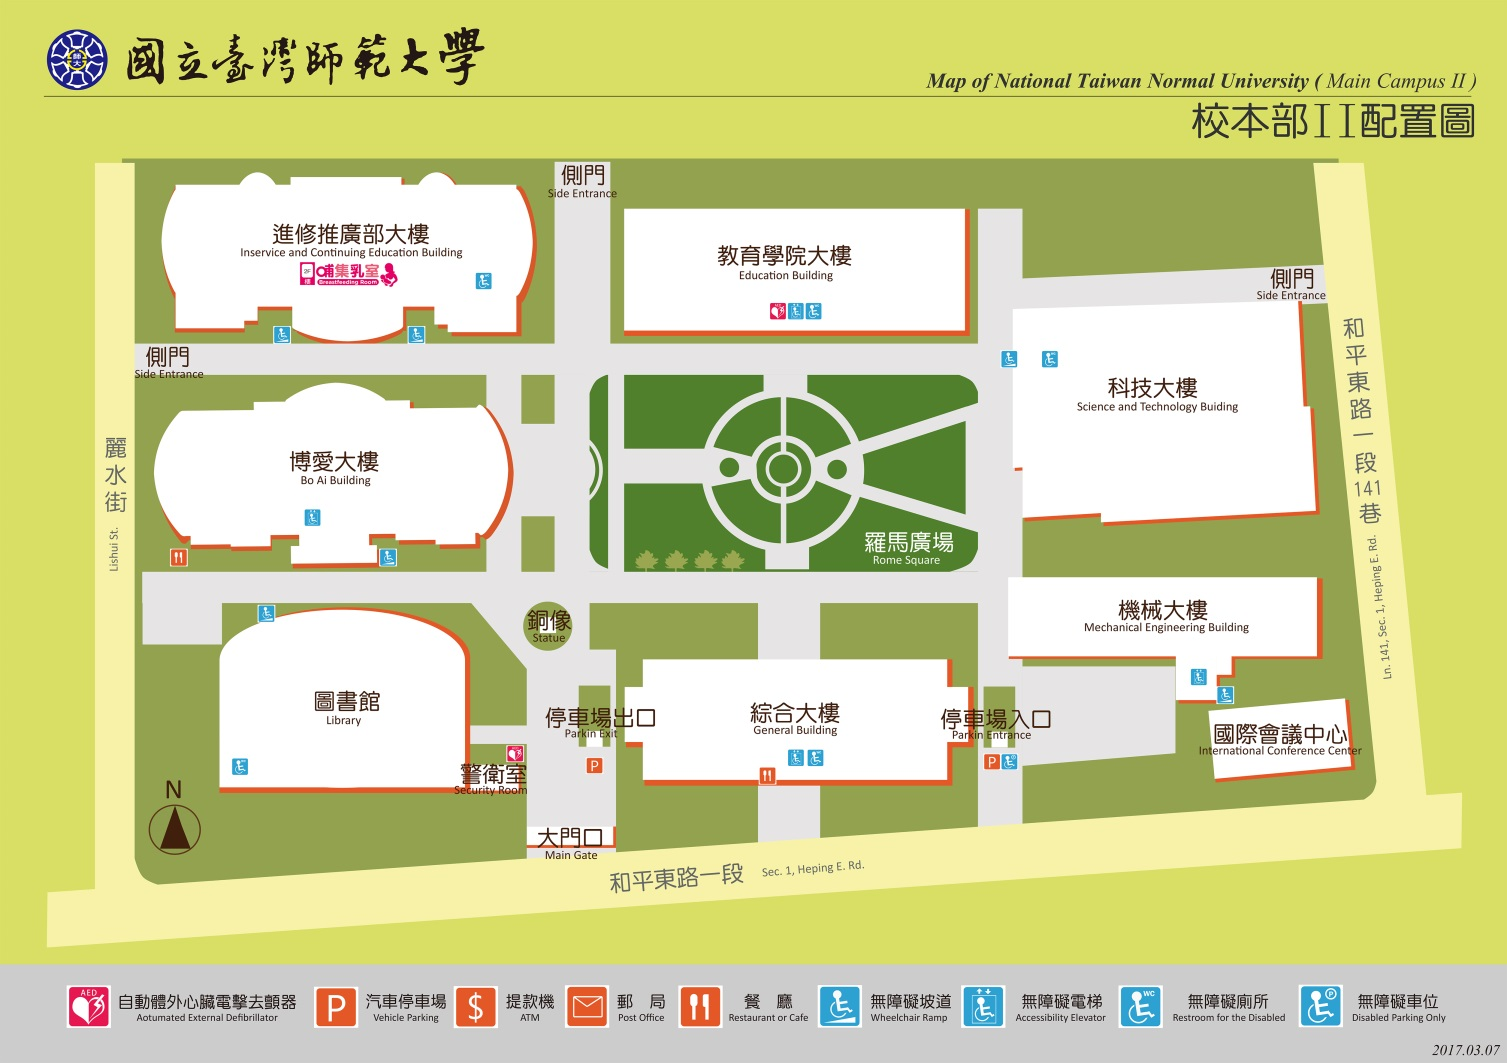 國立臺灣師範大學
師大
Map of National Taiwan Normal University ( Main Campus II )
校本部II配置圖
側門
Side Entrance
進修推廣部大樓
Inservice and Continuing Education Building
2F
哺集乳室
Breastfeeding Room
教育學院大樓
Education Building
AED
側門
Side Entrance
側門
Side Entrance
科技大樓
Science and Technology Buiding
和平東路一段141巷
Ln. 141, Sec. 1, Heping E. Rd.
麗水街
Lishui St.
博愛大樓
Bo Ai Building
羅馬廣場
Rome Square
銅像
Statue
機械大樓
Mechanical Engineering Building
圖書館
Library
停車場出口
Parkin Exit
綜合大樓
General Building
停車場入口
Parkin Entrance
國際會議中心
International Conference Center
P
P
警衛室
Security Room
N
大門口
Main Gate
和平東路一段 Sec. 1, Heping E. Rd.
AED
自動體外心臟電擊去顫器
Aotumated External Defibrillator
P
汽車停車場
Vehicle Parking
$
提款機
ATM
郵 局
Post Office
餐 廳
Restaurant or Cafe
無障礙坡道
Wheelchair Ramp
無障礙電梯
Accessibility Elevator
WC
無障礙廁所
Restroom for the Disabled
P
無障礙車位
Disabled Parking Only
2017.03.07